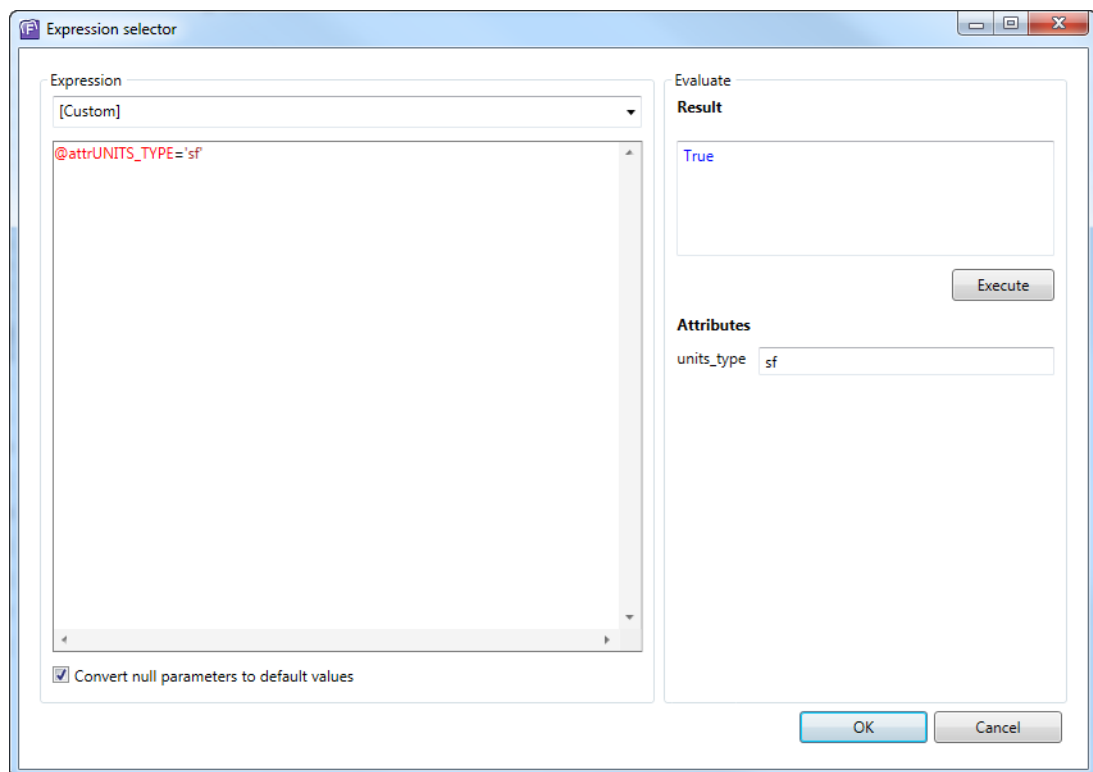 Expression selector
Expression
[Custom]
@attrUNITS_TYPE='sf'
Convert null parameters to default values
Evaluate
Result
True
Execute
Attributes
units_type sf
OK Cancel